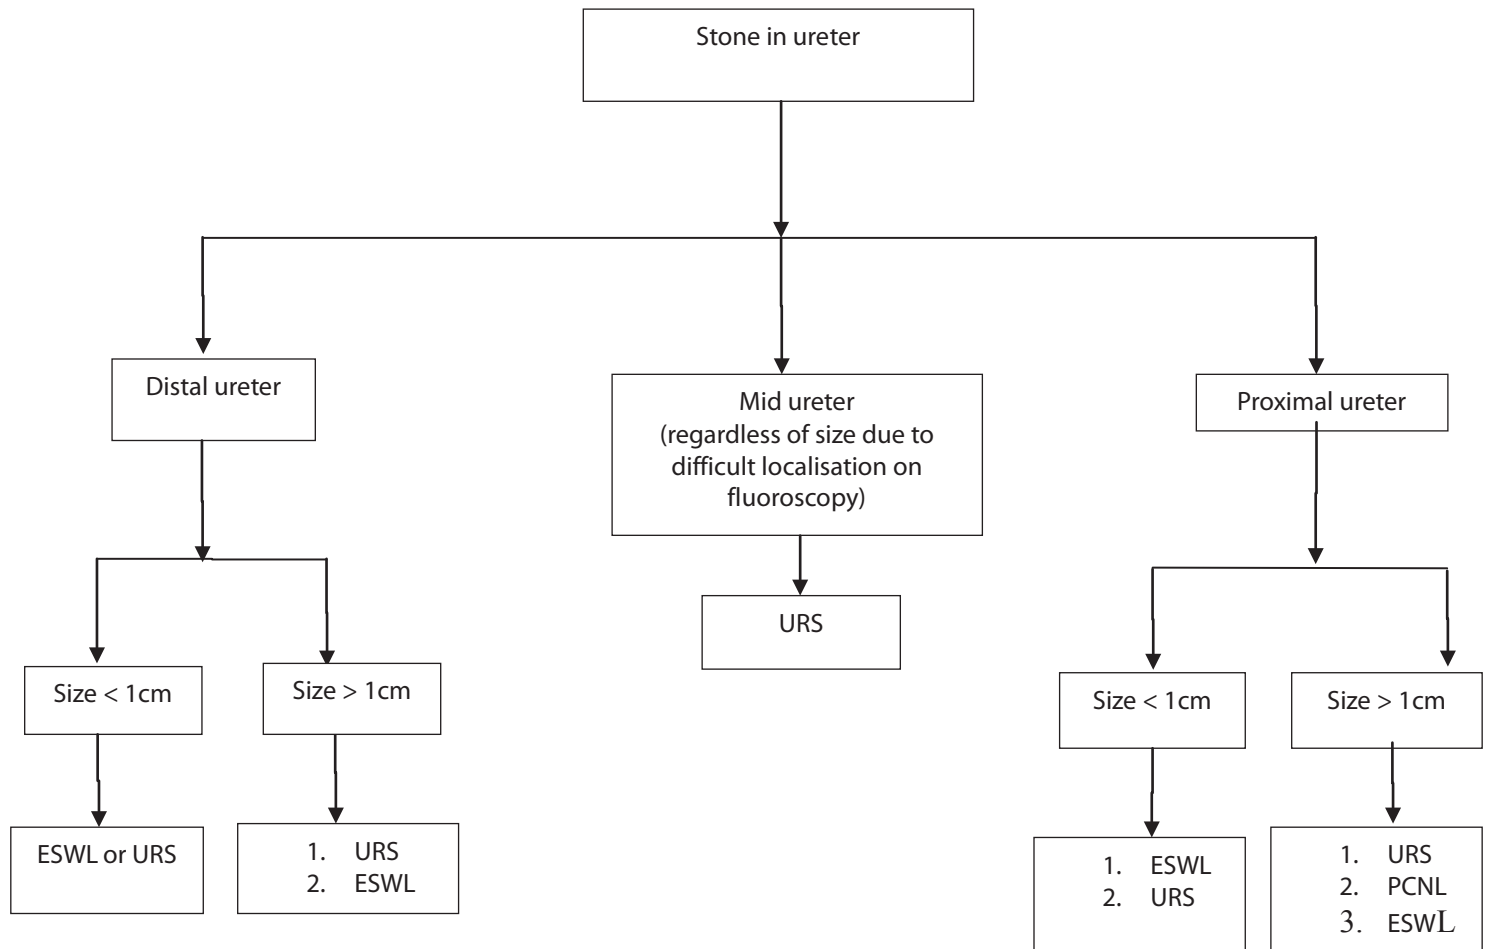 Stone in ureter
Distal ureter
Mid ureter
(regardless of size due to
difficult localisation on
fluoroscopy)
Proximal ureter
URS
Size < 1cm
Size > 1cm
Size < 1cm
Size > 1cm
ESWL or URS
1. URS
2. ESWL
1. ESWL
2. URS
1. URS
2. PCNL
3. ESWL